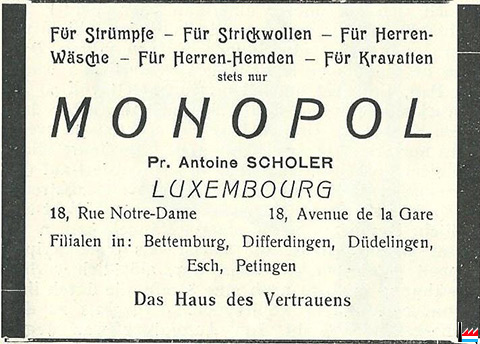 Für Strümpfe – Für Strickwollen – Für Herren-
Wäsche – Für Herren-Hemden – Für Kravatten
stets nur
MONOPOL
Pr. Antoine SCHOLER
LUXEMBOURG
18, Rue Notre-Dame 18, Avenue de la Gare
Filialen in: Bettemburg, Differdingen, Düdelingen,
Esch, Petingen
Das Haus des Vertrauens